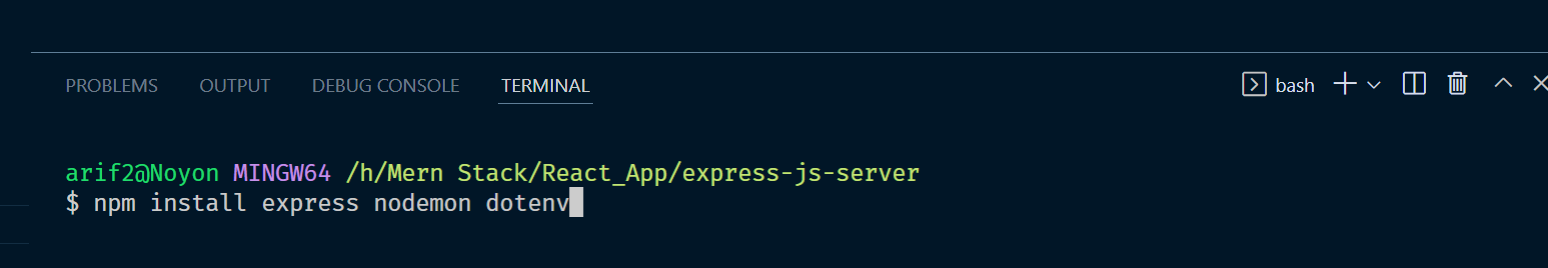 PROBLEMS OUTPUT DEBUG CONSOLE TERMINAL bash
arif2@Noyon MINGW64 /h/Mern Stack/React_App/express-js-server
$ npm install express nodemon dotenv